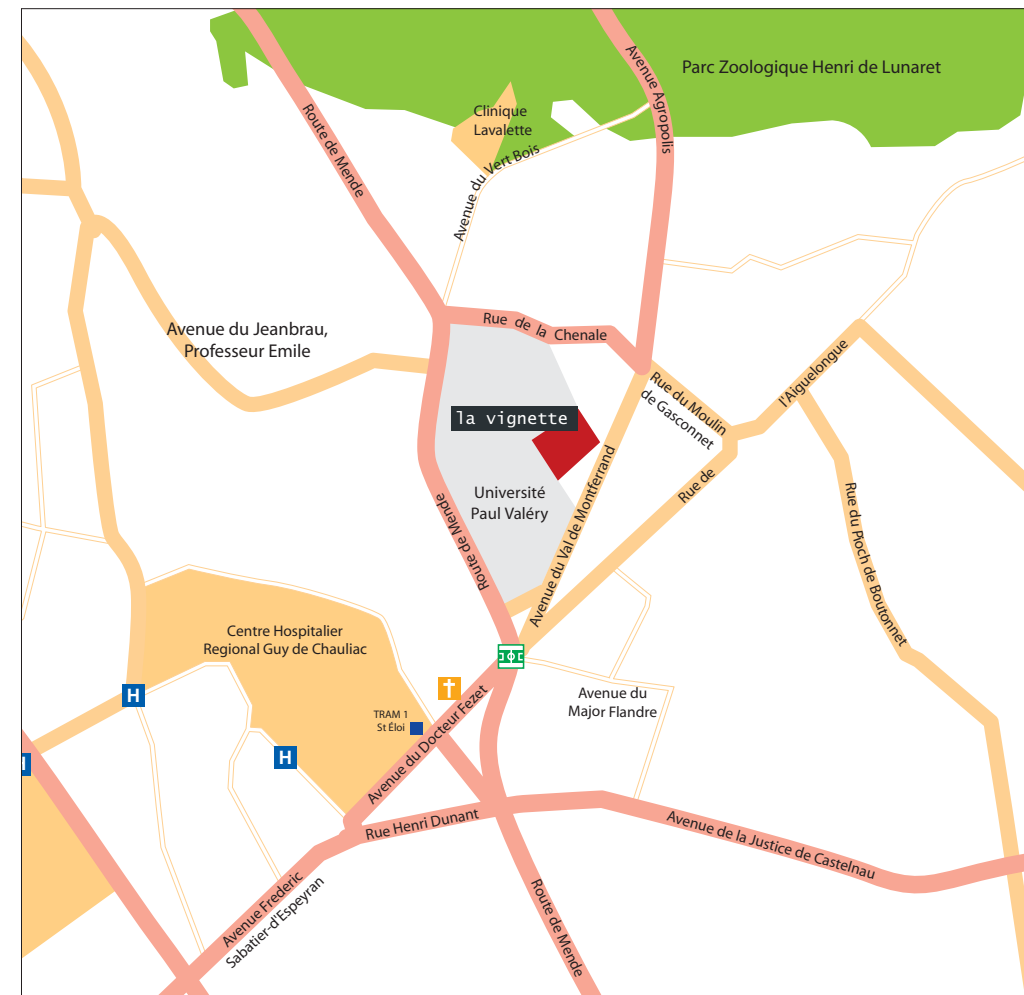 Parc Zoologique Henri de Lunaret
Avenue Agropolis
Route de Mende
Clinique
Lavalette
Avenue du Vert Bois
Rue de la Chenale
Avenue du Jeanbrau,
Professeur Emile
l'Aiguelongue
Rue du Moulin
de Gasconnet
la vignette
Rue de
Avenue du Val de Montferrand
Université
Paul Valéry
Route de Mende
Rue du Pioch de Boutonnet
Centre Hospitalier
Regional Guy de Chauliac
H
Avenue du
Major Flandre
TRAM 1
St Éloi
Avenue du Docteur Fezet
H
Rue Henri Dunant
Avenue de la Justice de Castelnau
Avenue Frederic
Sabatier-d'Espeyran
Route de Mende